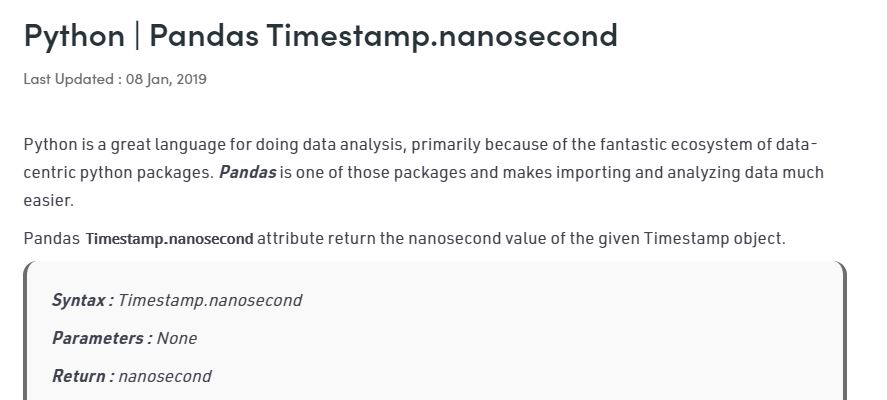 Python | Pandas Timestamp.nanosecond
Last Updated : 08 Jan, 2019
Python is a great language for doing data analysis, primarily because of the fantastic ecosystem of data-
centric python packages. Pandas is one of those packages and makes importing and analyzing data much
easier.
Pandas Timestamp.nanosecond attribute return the nanosecond value of the given Timestamp object.
Syntax : Timestamp.nanosecond
Parameters : None
Return : nanosecond